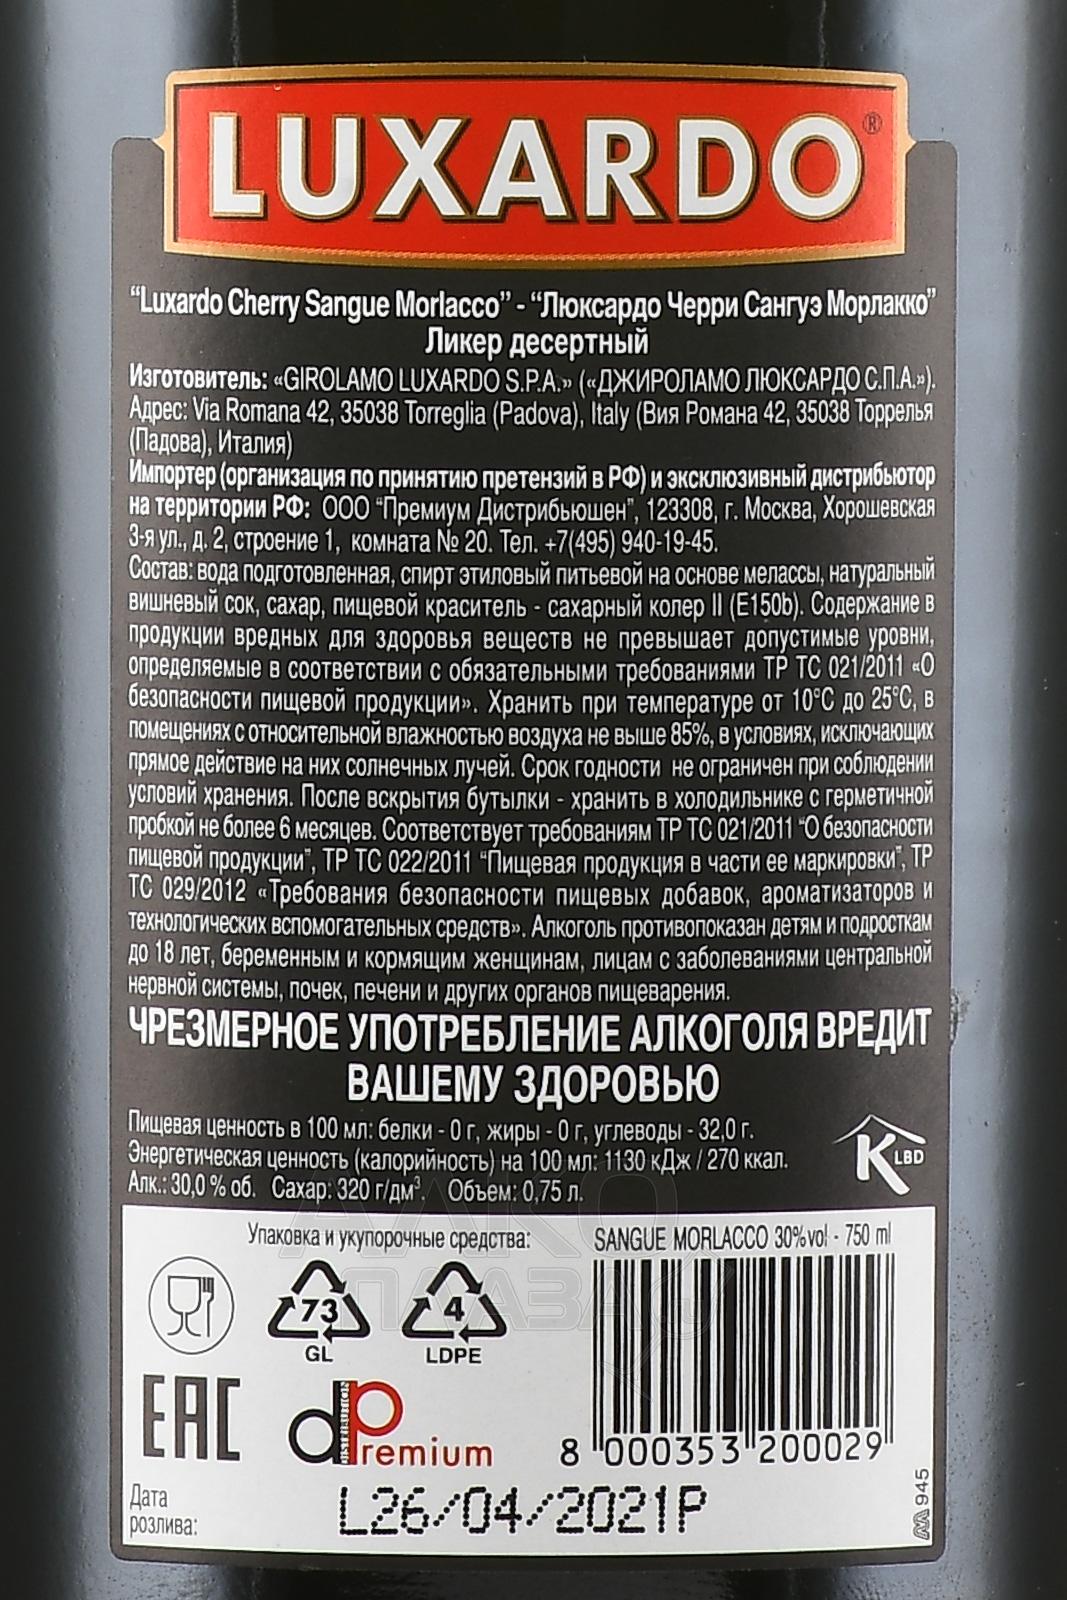 LUXARDO®
“Luxardo Cherry Sangue Morlacco” - “Люксардо Черри Сангуэ Морлакко”
Ликер десертный
Изготовитель: «GIROLAMO LUXARDO S.P.A.» («ДЖИРОЛАМО ЛЮКСАРДО С.П.А.»).
Адрес: Via Romana 42, 35038 Torreglia (Padova), Italy (Вия Романа 42, 35038 Торрелья
(Падова), Италия)
Импортер (организация по принятию претензий в РФ) и эксклюзивный дистрибьютор
на территории РФ: ООО “Премиум Дистрибьюшен”, 123308, г. Москва, Хорошевская
3-я ул., д. 2, строение 1, комната № 20. Тел. +7(495) 940-19-45.
Состав: вода подготовленная, спирт этиловый питьевой на основе мелассы, натуральный
вишневый сок, сахар, пищевой краситель - сахарный колер II (E150b). Содержание в
продукции вредных для здоровья веществ не превышает допустимые уровни,
определяемые в соответствии с обязательными требованиями ТР ТС 021/2011 «О
безопасности пищевой продукции». Хранить при температуре от 10°C до 25°C, в
помещениях с относительной влажностью воздуха не выше 85%, в условиях, исключающих
прямое действие на них солнечных лучей. Срок годности не ограничен при соблюдении
условий хранения. После вскрытия бутылки - хранить в холодильнике с герметичной
пробкой не более 6 месяцев. Соответствует требованиям ТР ТС 021/2011 “О безопасности
пищевой продукции”, ТР ТС 022/2011 “Пищевая продукция в части ее маркировки”, ТР
ТС 029/2012 «Требования безопасности пищевых добавок, ароматизаторов и
технологических вспомогательных средств». Алкоголь противопоказан детям и подросткам
до 18 лет, беременным и кормящим женщинам, лицам с заболеваниями центральной
нервной системы, почек, печени и других органов пищеварения.
ЧРЕЗМЕРНОЕ УПОТРЕБЛЕНИЕ АЛКОГОЛЯ ВРЕДИТ
ВАШЕМУ ЗДОРОВЬЮ
Пищевая ценность в 100 мл: белки - 0 г, жиры - 0 г, углеводы - 32,0 г.
Энергетическая ценность (калорийность) на 100 мл: 1130 кДж / 270 ккал.
Алк.: 30,0 % об. Сахар: 320 г/дм³. Объем: 0,75 л.
K LBD
Упаковка и укупорочные средства:
SANGUE MORLACCO 30%vol - 750 ml
АЛКО
ПЛАЗА
73
GL
4
LDPE
EAC
dPremium
DISTRIBUTION
8 000353 200029
Дата
розлива:
L26/04/2021P
945